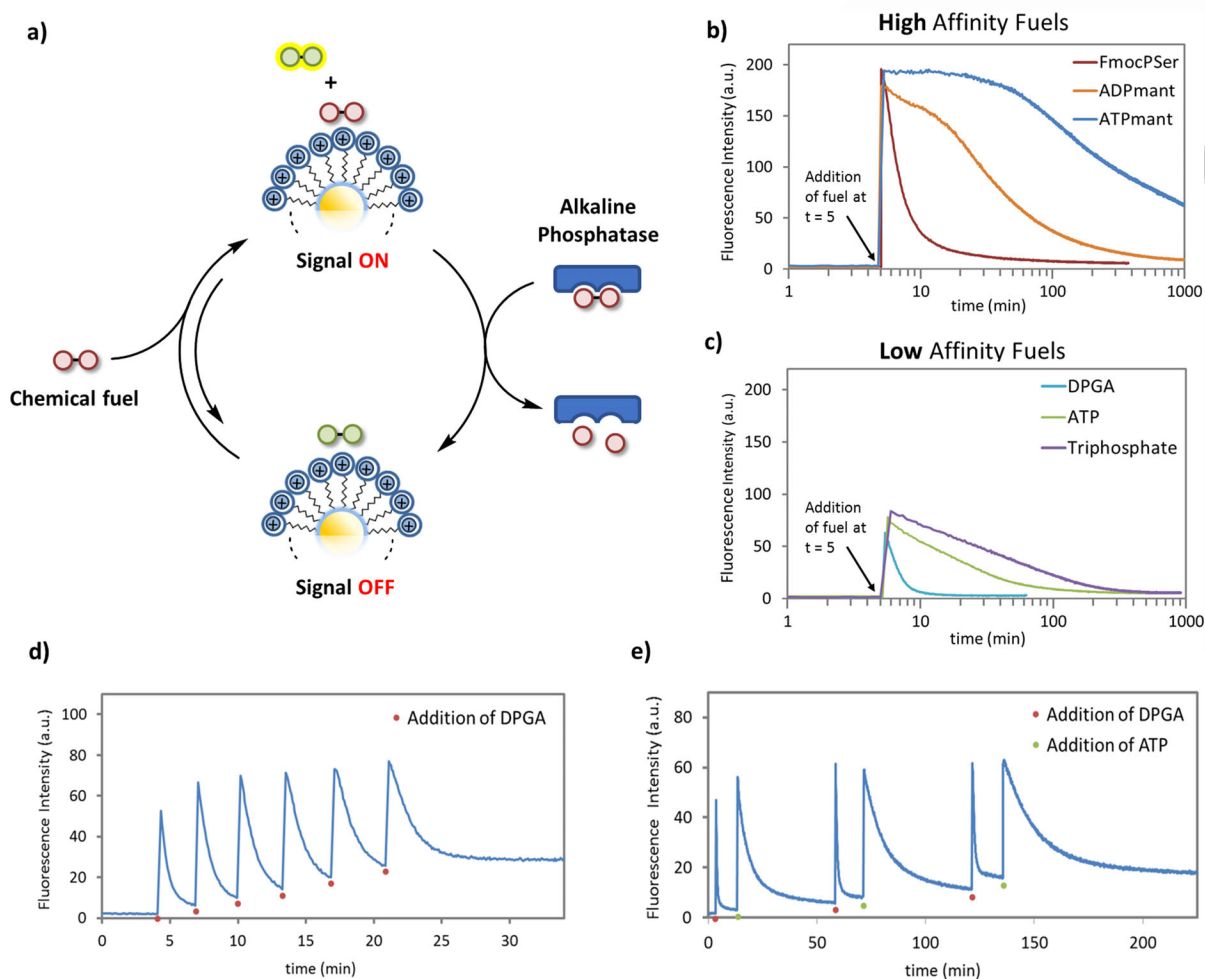 a)
+
+
+
+
+
+
+
+
+
+
Signal ON
Chemical fuel
Alkaline
Phosphatase
+
+
+
+
+
+
+
+
+
Signal OFF
b)
High Affinity Fuels
Fluorescence Intensity (a.u.)
200
150
100
50
0
FmocPSer
ADPmant
ATPmant
Addition
of fuel at
t = 5
1 10 100 1000
time (min)
c)
Low Affinity Fuels
Fluorescence Intensity (a.u.)
200
150
100
50
0
DPGA
ATP
Triphosphate
Addition
of fuel at
t = 5
1 10 100 1000
time (min)
d)
Fluorescence Intensity (a.u.)
100
80
60
40
20
0
Addition of DPGA
0 5 10 15 20 25 30
time (min)
e)
Fluorescence Intensity (a.u.)
80
60
40
20
0
Addition of DPGA
Addition of ATP
0 50 100 150 200
time (min)